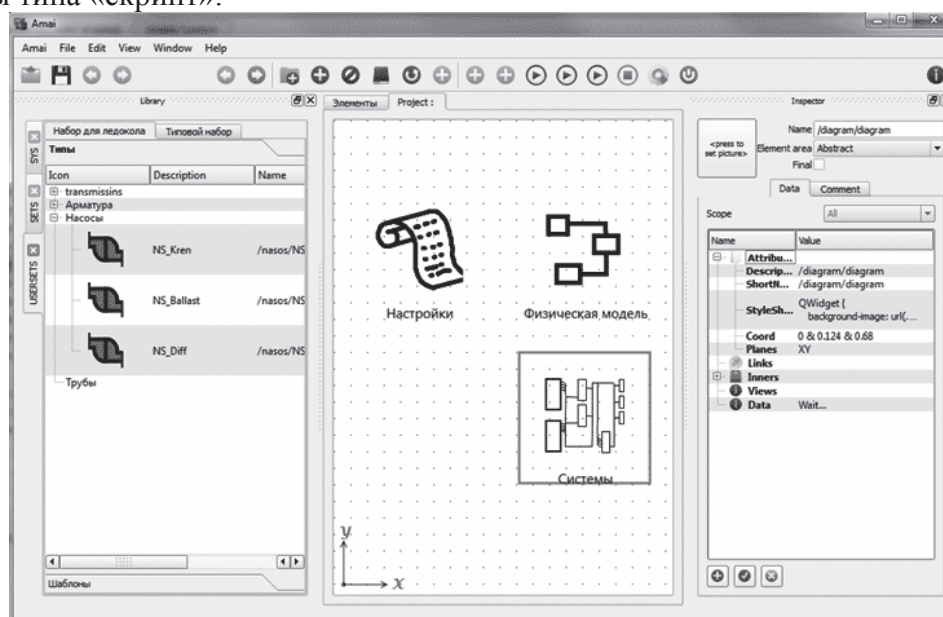 типа «скрипт».
Amai
Amai File Edit View Window Help
Library
Набор для ледокола Типовой набор
Типы
Icon Description Name
transmissins
Арматура
Насосы
NS_Kren /nasos/NS
NS_Ballast /nasos/NS
NS_Diff /nasos/NS
Трубы
Шаблоны
SYS
SETS
USERSETS
Элементы Project :
Настройки
Физическая модель
Системы
y
x
Inspector
<press to set picture>
Name /diagram/diagram
Element area Abstract
Final
Data Comment
Scope All
Name Value
Attribu...
Descrip... /diagram/diagram
ShortN... /diagram/diagram
StyleSh... QWidget {
background-image: url(....
Coord 0 & 0.124 & 0.68
Planes XY
Links
Inners
Views
Data Wait...